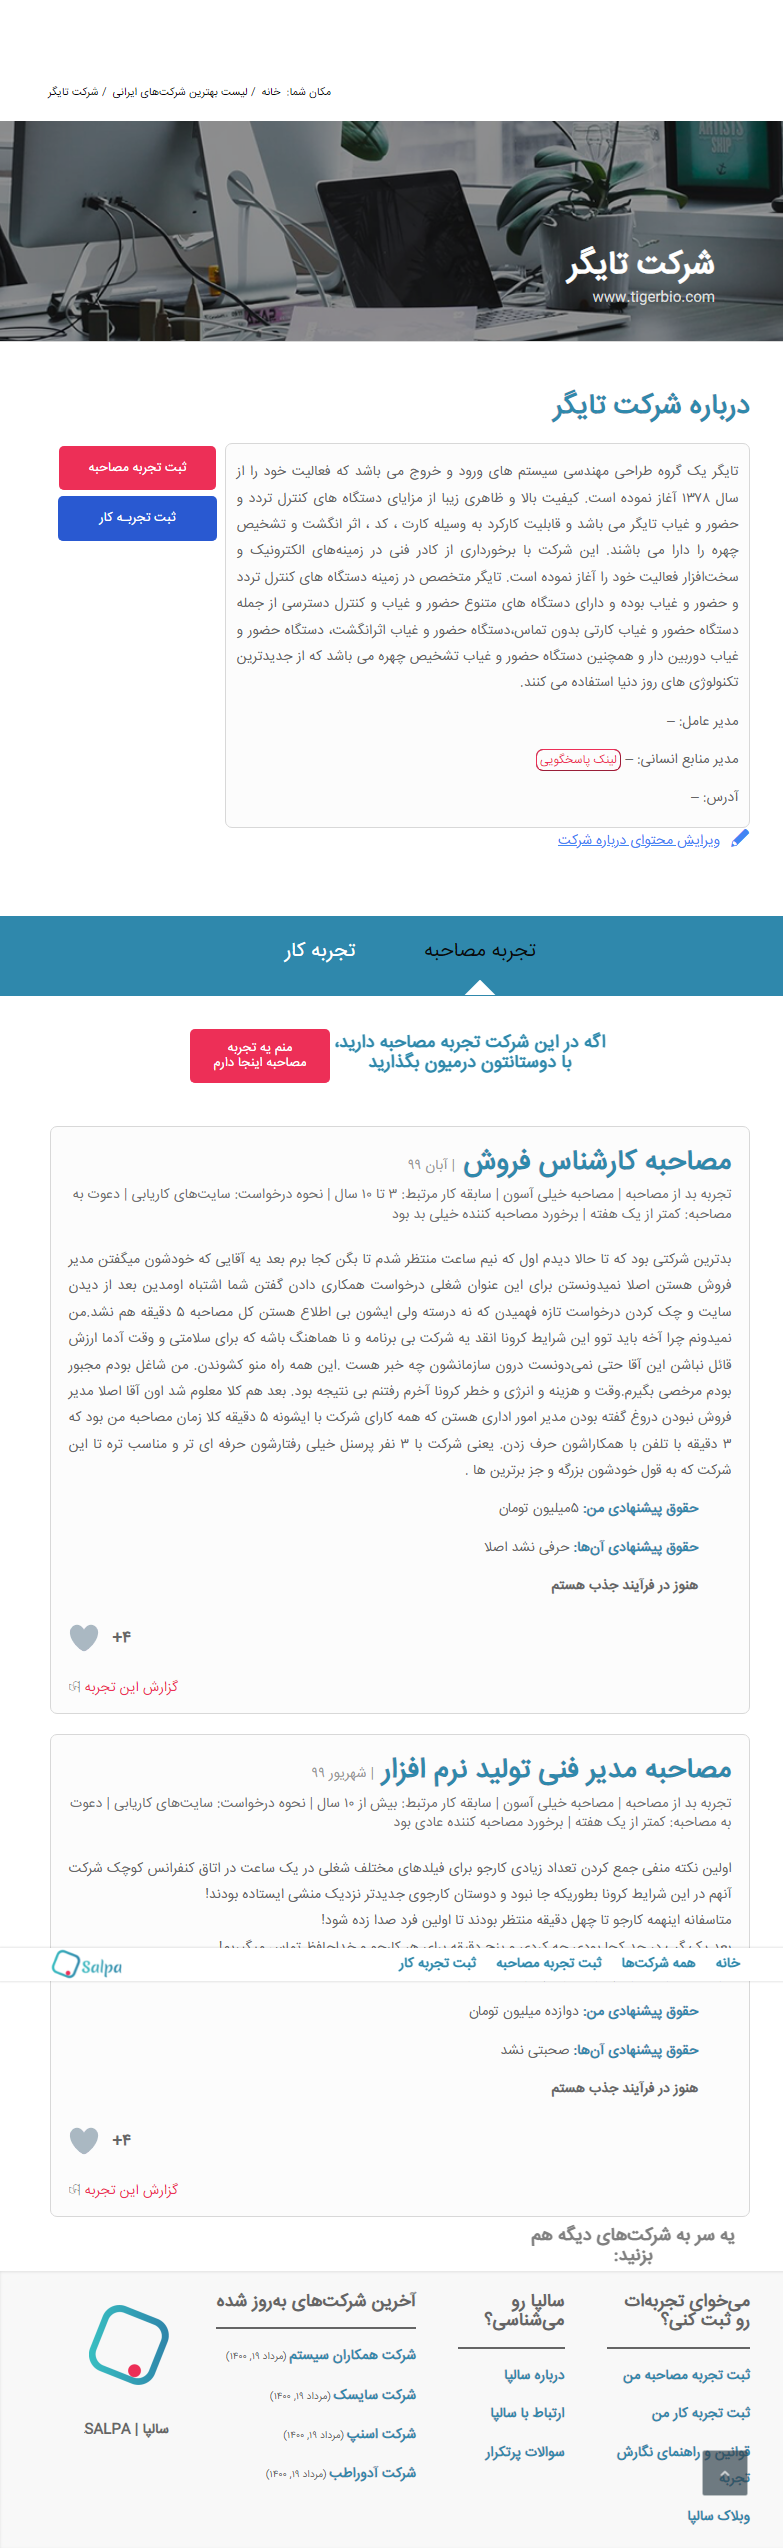 مکان شما: خانه / لیست بهترین شرکت‌های ایرانی / شرکت تایگر
ARTISTS
SHIP
شرکت تایگر
www.tigerbio.com
درباره شرکت تایگر
ثبت تجربه مصاحبه
ثبت تجربـه کار
تایگر یک گروه طراحی مهندسی سیستم های ورود و خروج می باشد که فعالیت خود را از
سال ۱۳۷۸ آغاز نموده است. کیفیت بالا و ظاهری زیبا از مزایای دستگاه های کنترل تردد و
حضور و غیاب تایگر می باشد و قابلیت کارکرد به وسیله کارت ، کد ، اثر انگشت و تشخیص
چهره را دارا می باشند. این شرکت با برخورداری از کادر فنی در زمینه‌های الکترونیک و
سخت‌افزار فعالیت خود را آغاز نموده است. تایگر متخصص در زمینه دستگاه های کنترل تردد
و حضور و غیاب بوده و دارای دستگاه های متنوع حضور و غیاب و کنترل دسترسی از جمله
دستگاه حضور و غیاب کارتی بدون تماس،دستگاه حضور و غیاب اثرانگشت، دستگاه حضور و
غیاب دوربین دار و همچنین دستگاه حضور و غیاب تشخیص چهره می باشد که از جدیدترین
تکنولوژی های روز دنیا استفاده می کنند.
مدیر عامل: –
مدیر منابع انسانی: – لینک پاسخگویی
آدرس: –
ویرایش محتوای درباره شرکت
تجربه مصاحبه
تجربه کار
اگه در این شرکت تجربه مصاحبه دارید،
با دوستانتون درمیون بگذارید
منم یه تجربه
مصاحبه اینجا دارم
مصاحبه کارشناس فروش | آبان ۹۹
تجربه بد از مصاحبه | مصاحبه خیلی آسون | سابقه کار مرتبط: ۳ تا ۱۰ سال | نحوه درخواست: سایت‌های کاریابی | دعوت به
مصاحبه: کمتر از یک هفته | برخورد مصاحبه کننده خیلی بد بود
بدترین شرکتی بود که تا حالا دیدم اول که نیم ساعت منتظر شدم تا بگن کجا برم بعد یه آقایی که خودشون میگفتن مدیر
فروش هستن اصلا نمیدونستن برای این عنوان شغلی درخواست همکاری دادن گفتن شما اشتباه اومدین بعد از دیدن
سایت و چک کردن درخواست تازه فهمیدن که نه درسته ولی ایشون بی اطلاع هستن کل مصاحبه ۵ دقیقه هم نشد.من
نمیدونم چرا آخه باید توو این شرایط کرونا انقد یه شرکت بی برنامه و نا هماهنگ باشه که برای سلامتی و وقت آدما ارزش
قائل نباشن این آقا حتی نمی‌دونست درون سازمانشون چه خبر هست .این همه راه منو کشوندن. من شاغل بودم مجبور
بودم مرخصی بگیرم.وقت و هزینه و انرژی و خطر کرونا آخرم رفتنم بی نتیجه بود. بعد هم کلا معلوم شد اون آقا اصلا مدیر
فروش نبودن دروغ گفته بودن مدیر امور اداری هستن که همه کارای شرکت با ایشونه ۵ دقیقه کلا زمان مصاحبه من بود که
۳ دقیقه با تلفن با همکاراشون حرف زدن. یعنی شرکت با ۳ نفر پرسنل خیلی رفتارشون حرفه ای تر و مناسب تره تا این
شرکت که به قول خودشون بزرگه و جز برترین ها .
حقوق پیشنهادی من: ۵میلیون تومان
حقوق پیشنهادی آن‌ها: حرفی نشد اصلا
هنوز در فرآیند جذب هستم
+۴
گزارش این تجربه
مصاحبه مدیر فنی تولید نرم افزار | شهریور ۹۹
تجربه بد از مصاحبه | مصاحبه خیلی آسون | سابقه کار مرتبط: بیش از ۱۰ سال | نحوه درخواست: سایت‌های کاریابی | دعوت
به مصاحبه: کمتر از یک هفته | برخورد مصاحبه کننده عادی بود
اولین نکته منفی جمع کردن تعداد زیادی کارجو برای فیلدهای مختلف شغلی در یک ساعت در اتاق کنفرانس کوچک شرکت
آنهم در این شرایط کرونا بطوریکه جا نبود و دوستان کارجوی جدیدتر نزدیک منشی ایستاده بودند!
متاسفانه اینهمه کارجو تا چهل دقیقه منتظر بودند تا اولین فرد صدا زده شود!
خانه همه شرکت‌ها ثبت تجربه مصاحبه ثبت تجربه کار
Salpa
حقوق پیشنهادی من: دوازده میلیون تومان
حقوق پیشنهادی آن‌ها: صحبتی نشد
هنوز در فرآیند جذب هستم
+۴
گزارش این تجربه
یه سر به شرکت‌های دیگه هم
بزنید:
می‌خوای تجربه‌ات
رو ثبت کنی؟
ثبت تجربه مصاحبه من
ثبت تجربه کار من
قوانین و راهنمای نگارش
تجربه
وبلاک سالپا
سالپا رو
می‌شناسی؟
درباره سالپا
ارتباط با سالپا
سوالات پرتکرار
آخرین شرکت‌های به‌روز شده
شرکت همکاران سیستم (مرداد ۱۹, ۱۴۰۰)
شرکت سایسک (مرداد ۱۹, ۱۴۰۰)
شرکت اسنپ (مرداد ۱۹, ۱۴۰۰)
شرکت آدوراطب (مرداد ۱۹, ۱۴۰۰)
سالپا | SALPA